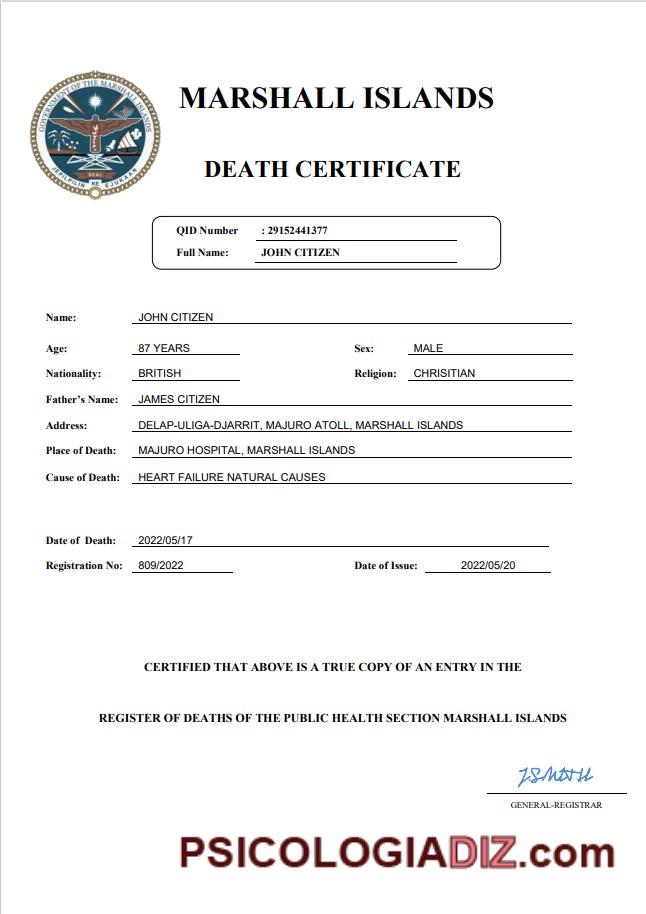 GOVERNMENT OF THE MARSHALL ISLANDS
SEAL
JEPILPILIN KE EJUKAAN
MARSHALL ISLANDS
DEATH CERTIFICATE
QID Number : 29152441377
Full Name: JOHN CITIZEN
Name: JOHN CITIZEN
Age: 87 YEARS Sex: MALE
Nationality: BRITISH Religion: CHRISITIAN
Father's Name: JAMES CITIZEN
Address: DELAP-ULIGA-DJARRIT, MAJURO ATOLL, MARSHALL ISLANDS
Place of Death: MAJURO HOSPITAL, MARSHALL ISLANDS
Cause of Death: HEART FAILURE NATURAL CAUSES
Date of Death: 2022/05/17
Registration No: 809/2022 Date of Issue: 2022/05/20
CERTIFIED THAT ABOVE IS A TRUE COPY OF AN ENTRY IN THE
REGISTER OF DEATHS OF THE PUBLIC HEALTH SECTION MARSHALL ISLANDS
GENERAL-REGISTRAR
PSICOLOGIADIZ.com